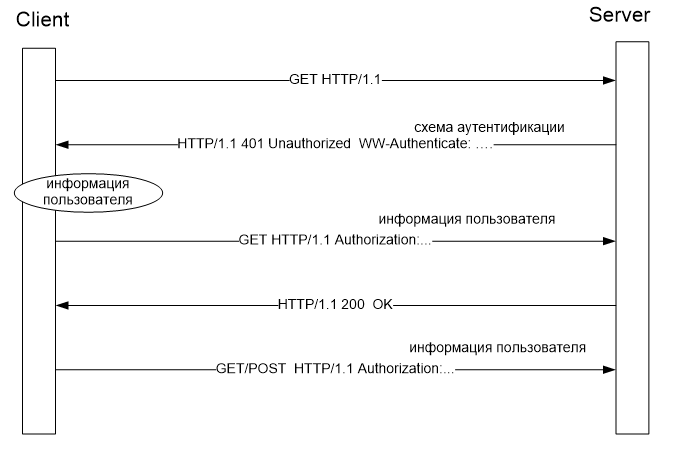 Client
Server
GET HTTP/1.1
схема аутентификации
HTTP/1.1 401 Unauthorized WW-Authenticate: ....
информация
пользователя
информация пользователя
GET HTTP/1.1 Authorization:...
HTTP/1.1 200 OK
информация пользователя
GET/POST HTTP/1.1 Authorization:...